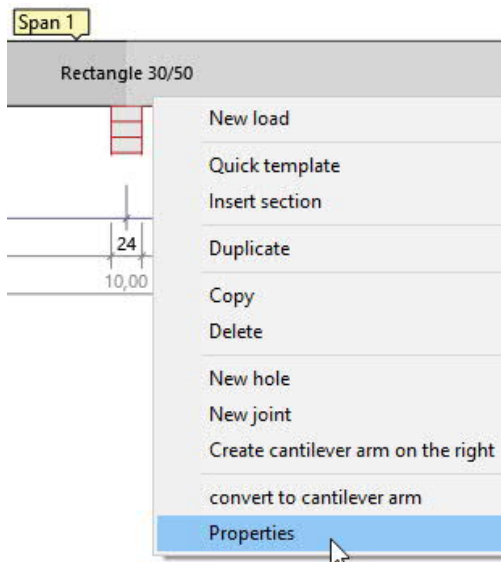 Span 1
Rectangle 30/50
New load
Quick template
Insert section
24
Duplicate
10,00
Copy
Delete
New hole
New joint
Create cantilever arm on the right
convert to cantilever arm
Properties